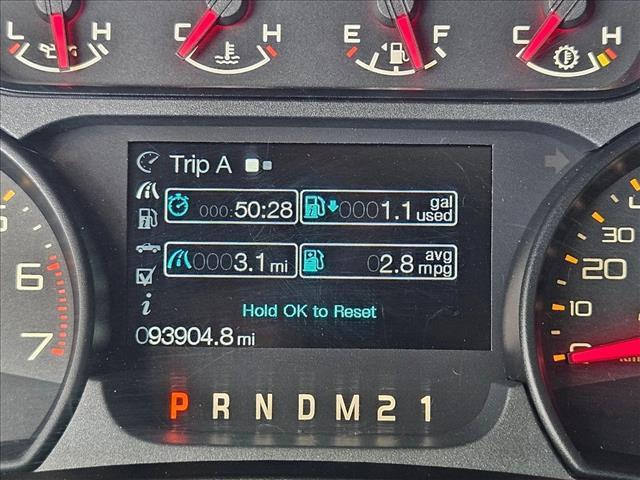 L H C H E F C H
Trip A
000:50:28 0001.1 gal used
0003.1 mi 02.8 avg mpg
Hold OK to Reset
093904.8 mi
P R N D M 2 1
6
7
30
20
10
0